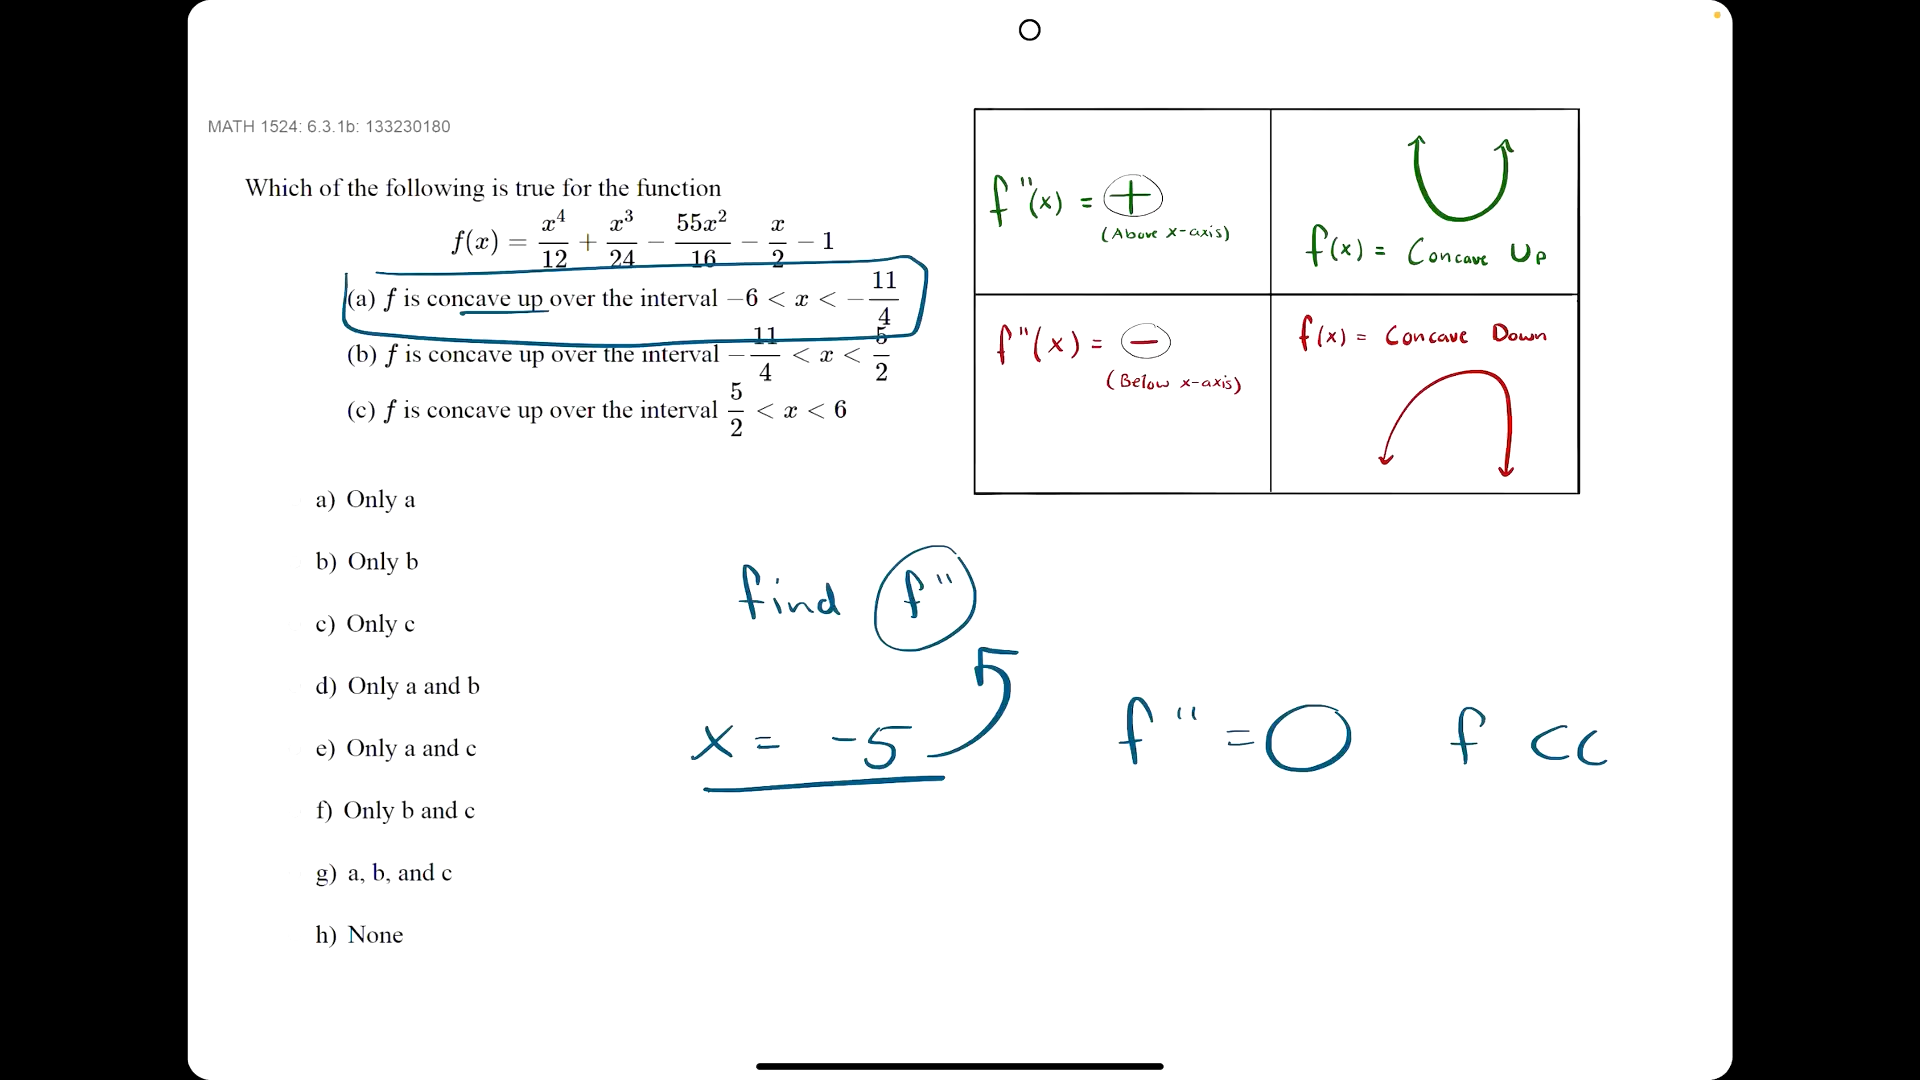 MATH 1524: 6.3.1b: 133230180
Which of the following is true for the function
f(x) = x^4/12 + x^3/24 − 55x^2/16 − x/2 − 1
(a) f is concave up over the interval −6 < x < −11/4
(b) f is concave up over the interval −11/4 < x < 5/2
(c) f is concave up over the interval 5/2 < x < 6
a) Only a
b) Only b
c) Only c
d) Only a and b
e) Only a and c
f) Only b and c
g) a, b, and c
h) None
f"(x) = +
(Above x-axis)
f(x) = Concave Up
f"(x) = −
(Below x-axis)
f(x) = Concave Down
find f"
x = -5
f" = 0 f cc